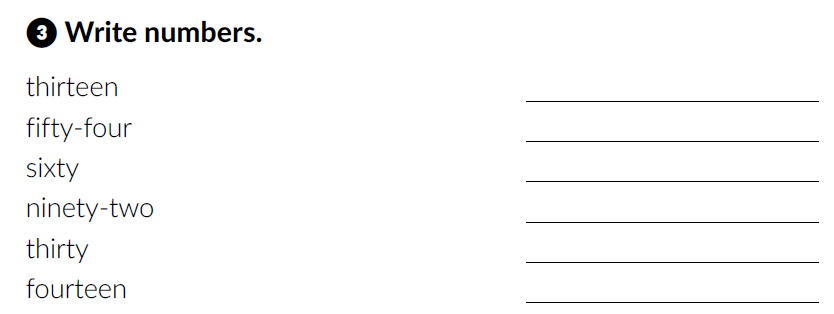 3 Write numbers.
thirteen
fifty-four
sixty
ninety-two
thirty
fourteen